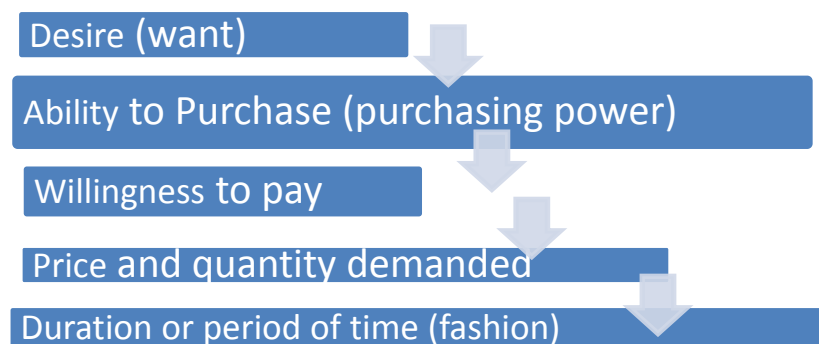 Desire (want)
Ability to Purchase (purchasing power)
Willingness to pay
Price and quantity demanded
Duration or period of time (fashion)